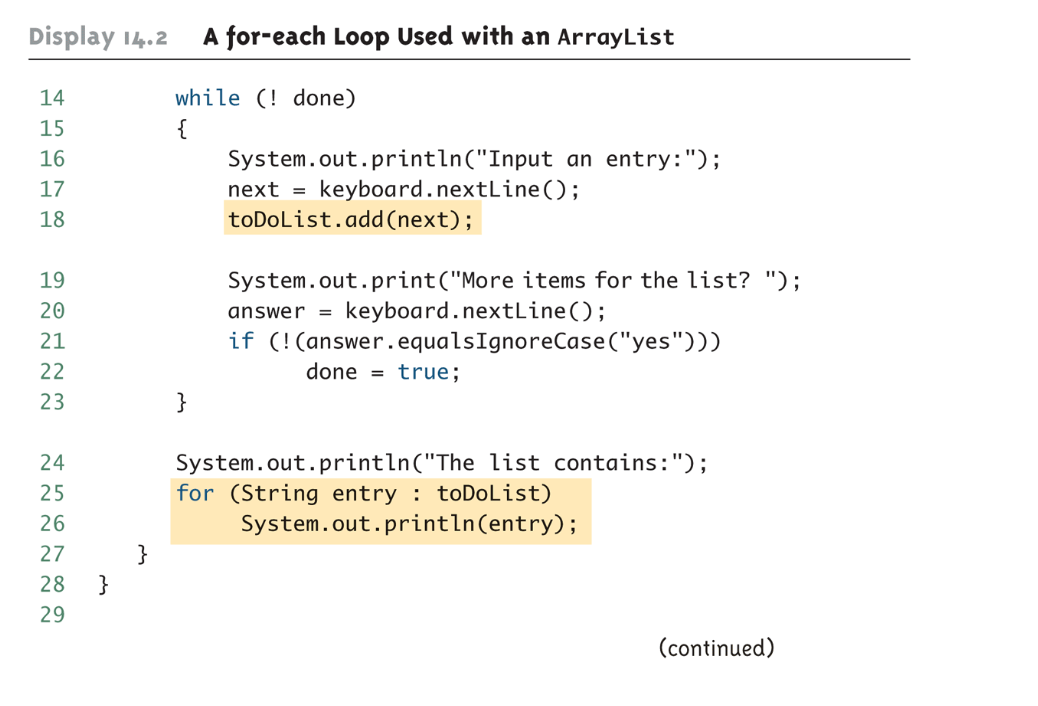 Display 14.2 A for-each Loop Used with an ArrayList
14 while (! done)
15 {
16 System.out.println("Input an entry:");
17 next = keyboard.nextLine();
18 toDoList.add(next);
19 System.out.print("More items for the list? ");
20 answer = keyboard.nextLine();
21 if (!(answer.equalsIgnoreCase("yes")))
22 done = true;
23 }
24 System.out.println("The list contains:");
25 for (String entry : toDoList)
26 System.out.println(entry);
27 }
28 }
29
(continued)